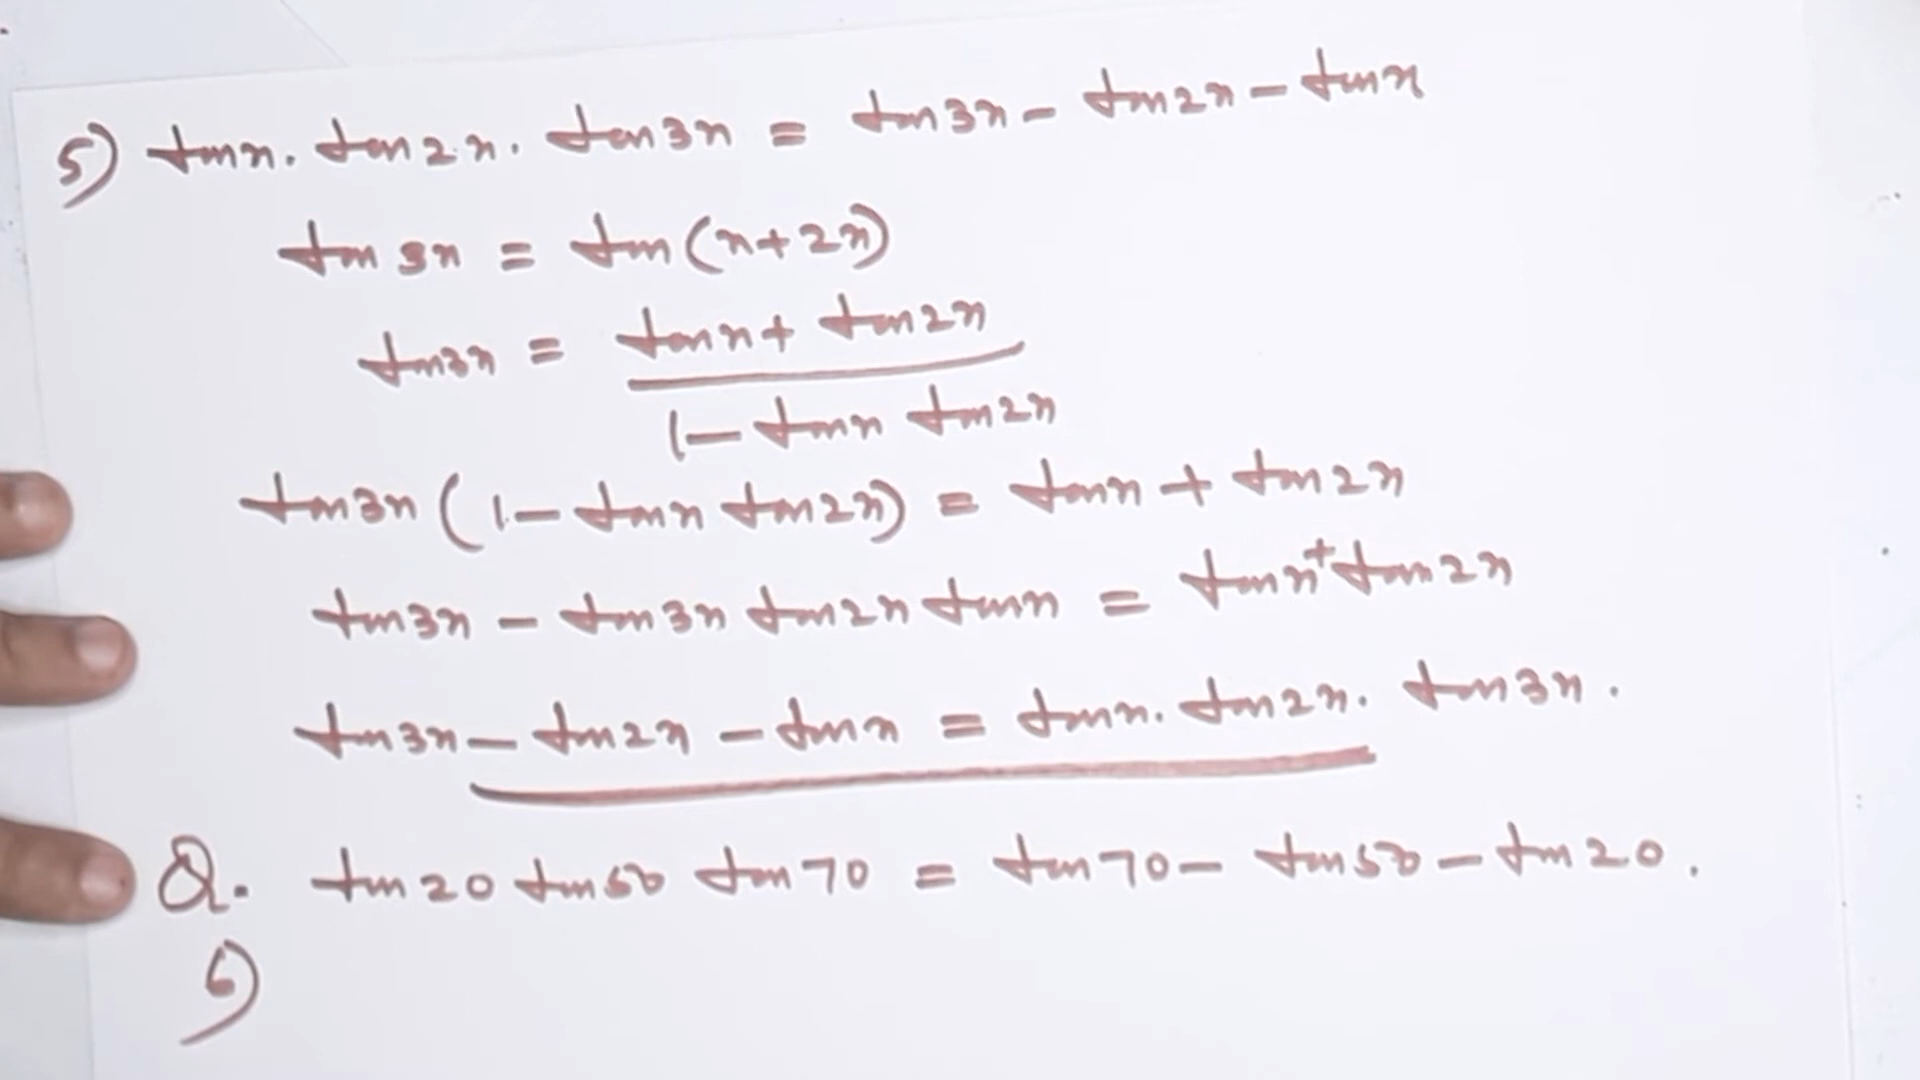 5) tanx. tan2x. tan3x = tan3x - tan2x - tanx
tan3x = tan(x+2x)
tan3x = tanx + tan2x
1 - tanx tan2x
tan3x (1 - tanx tan2x) = tanx + tan2x
tan3x - tan3x tan2x tanx = tanx + tan2x
tan3x - tan2x - tanx = tanx. tan2x. tan3x.
Q. tan20 tan50 tan70 = tan70 - tan50 - tan20.
6)